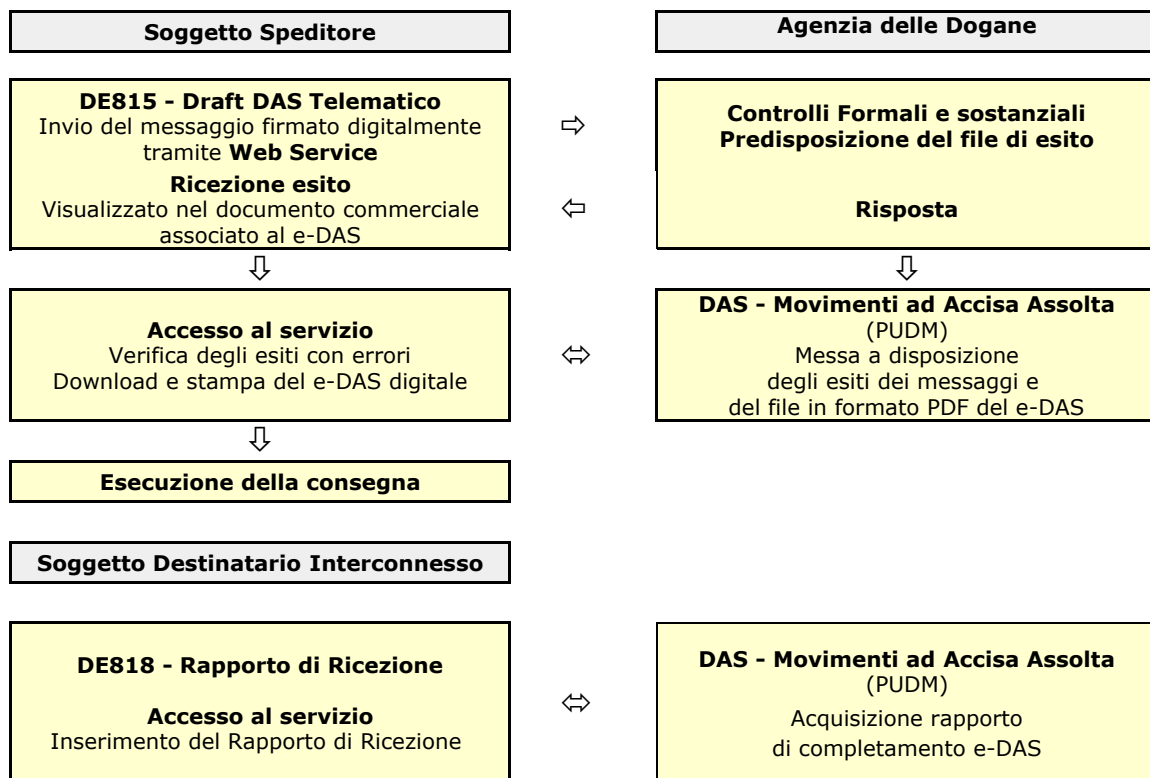 Soggetto Speditore
Agenzia delle Dogane
DE815 - Draft DAS Telematico
Invio del messaggio firmato digitalmente
tramite Web Service
Ricezione esito
Visualizzato nel documento commerciale
associato al e-DAS
Controlli Formali e sostanziali
Predisposizione del file di esito
Risposta
Accesso al servizio
Verifica degli esiti con errori
Download e stampa del e-DAS digitale
DAS - Movimenti ad Accisa Assolta
(PUDM)
Messa a disposizione
degli esiti dei messaggi e
del file in formato PDF del e-DAS
Esecuzione della consegna
Soggetto Destinatario Interconnesso
DE818 - Rapporto di Ricezione
Accesso al servizio
Inserimento del Rapporto di Ricezione
DAS - Movimenti ad Accisa Assolta
(PUDM)
Acquisizione rapporto
di completamento e-DAS